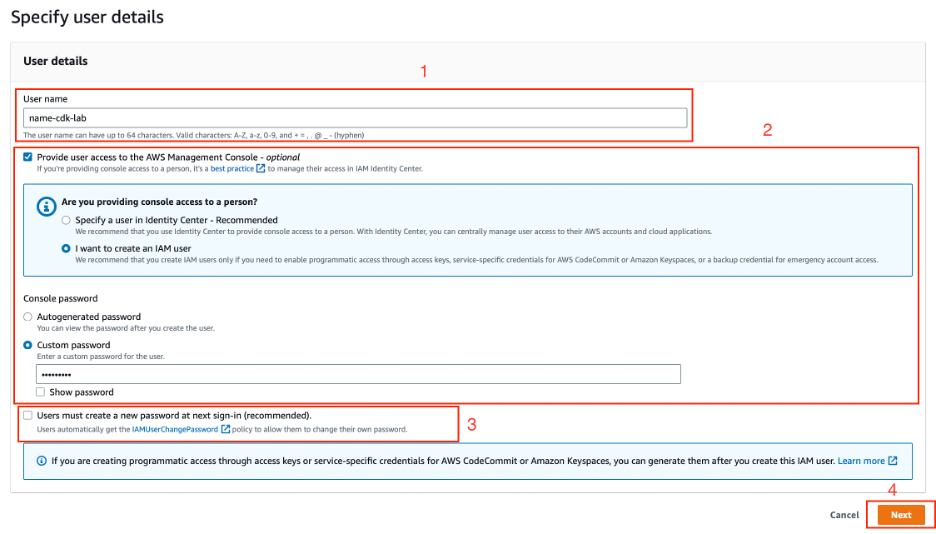 Specify user details
User details
1
User name
name-cdk-lab
The user name can have up to 64 characters. Valid characters: A-Z, a-z, 0-9, and + = , . @ _ - (hyphen)
2
Provide user access to the AWS Management Console - optional
If you're providing console access to a person, it's a best practice to manage their access in IAM Identity Center.
Are you providing console access to a person?
Specify a user in Identity Center - Recommended
We recommend that you use Identity Center to provide console access to a person. With Identity Center, you can centrally manage user access to their AWS accounts and cloud applications.
I want to create an IAM user
We recommend that you create IAM users only if you need to enable programmatic access through access keys, service-specific credentials for AWS CodeCommit or Amazon Keyspaces, or a backup credential for emergency account access.
Console password
Autogenerated password
You can view the password after you create the user.
Custom password
Enter a custom password for the user.
•••••••••
Show password
Users must create a new password at next sign-in (recommended).
3
Users automatically get the IAMUserChangePassword policy to allow them to change their own password.
If you are creating programmatic access through access keys or service-specific credentials for AWS CodeCommit or Amazon Keyspaces, you can generate them after you create this IAM user. Learn more
4
Cancel Next